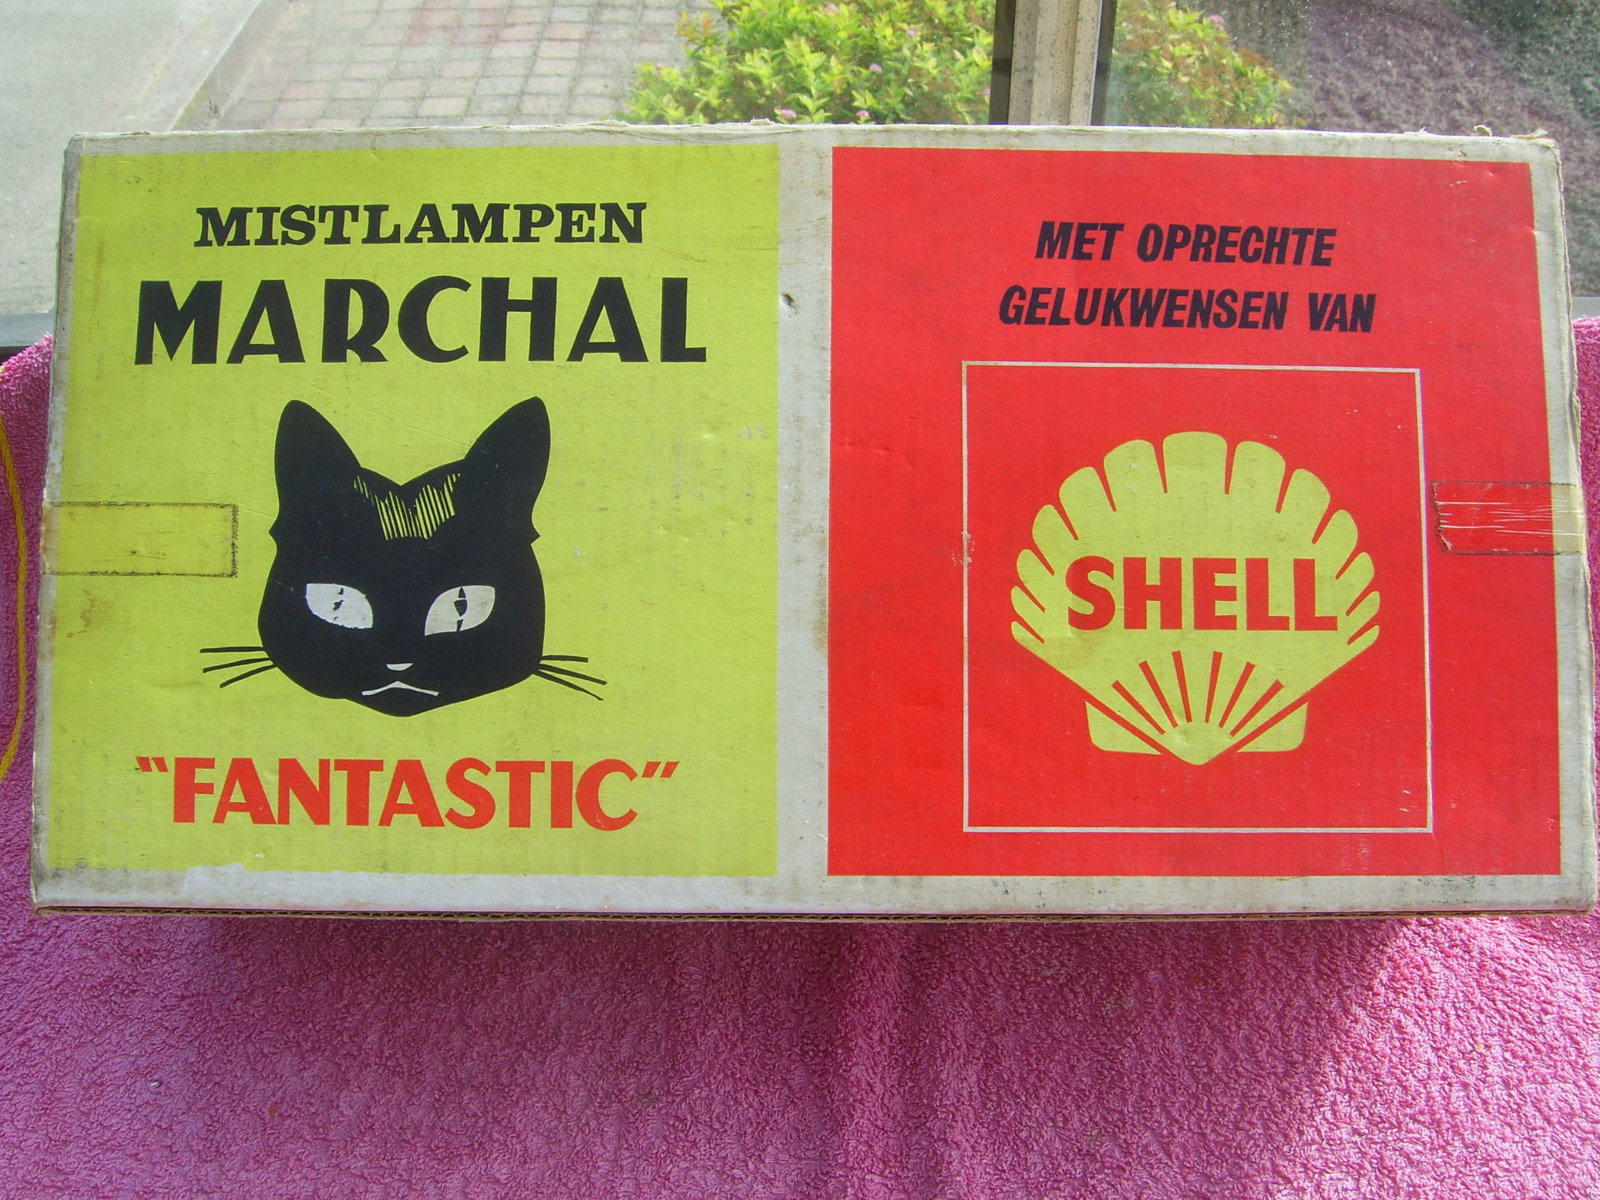 MISTLAMPEN
MARCHAL
"FANTASTIC"
MET OPRECHTE
GELUKWENSEN VAN
SHELL